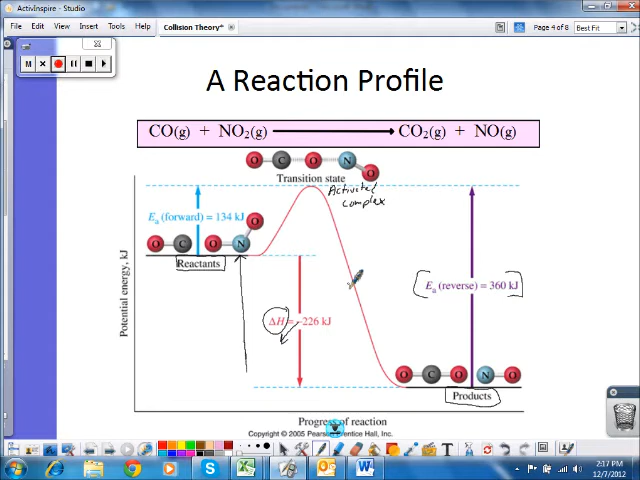 ActivInspire - Studio
File Edit View Insert Tools Help
Collision Theory*
Page 4 of 8
Best Fit
M
A Reaction Profile
CO(g) + NO₂(g) ⟶ CO₂(g) + NO(g)
O C O N O
Transition state
Activated
complex
Eₐ (forward) = 134 kJ
O
O C O N
Reactants
Eₐ (reverse) = 360 kJ
ΔH = −226 kJ
Potential energy, kJ
O C O N O
Products
Progress of reaction
Copyright © 2005 Pearson Prentice Hall, Inc.
2:17 PM
12/7/2012